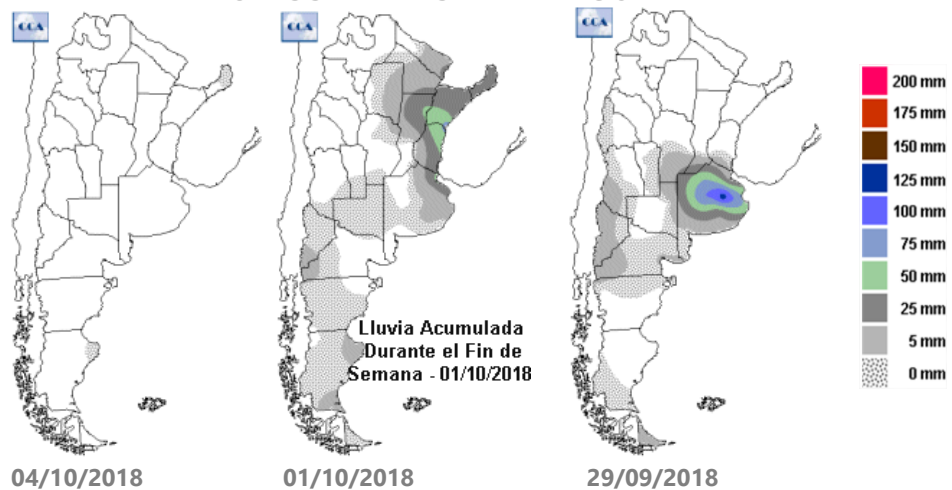 CCA
CCA
CCA
200 mm
175 mm
150 mm
125 mm
100 mm
75 mm
50 mm
25 mm
5 mm
0 mm
Lluvia Acumulada
Durante el Fin de
Semana - 01/10/2018
04/10/2018
01/10/2018
29/09/2018